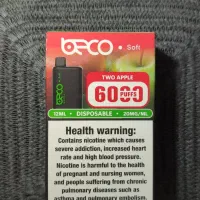 beco • Soft
TWO APPLE
6000 PUFFS
beco
12ML • DISPOSABLE • 20MG/ML
Health warning:
Contains nicotine which causes
severe addiction, increased heart
rate and high blood pressure.
Nicotine is harmful to the health
of pregnant and nursing women,
and people suffering from chronic
pulmonary diseases such as
asthma and pulmonary embolism.